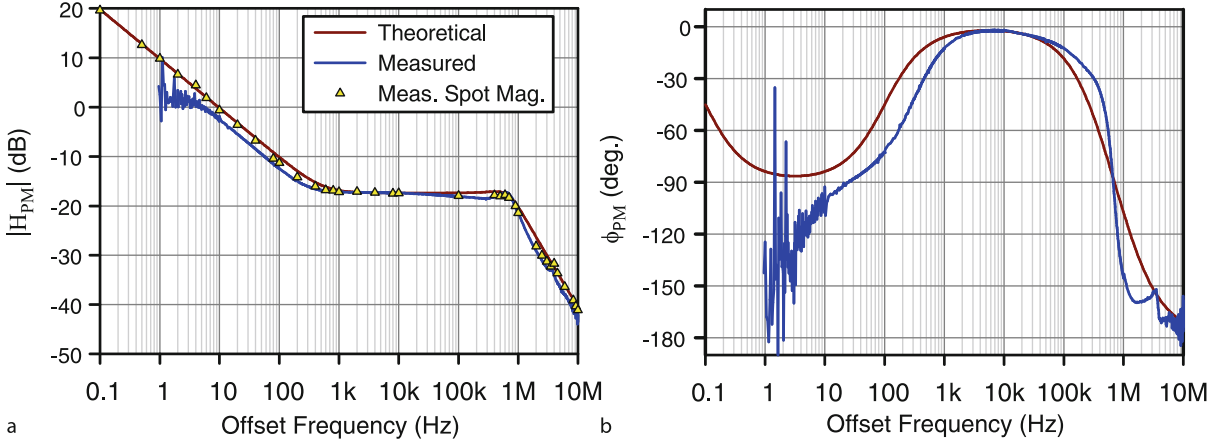 20
10
0
-10
-20
-30
-40
-50
|H_PM| (dB)
Theoretical
Measured
Meas. Spot Mag.
0.1 1 10 100 1k 10k 100k 1M 10M
Offset Frequency (Hz)
a
0
-30
-60
-90
-120
-150
-180
ϕ_PM (deg.)
0.1 1 10 100 1k 10k 100k 1M 10M
Offset Frequency (Hz)
b